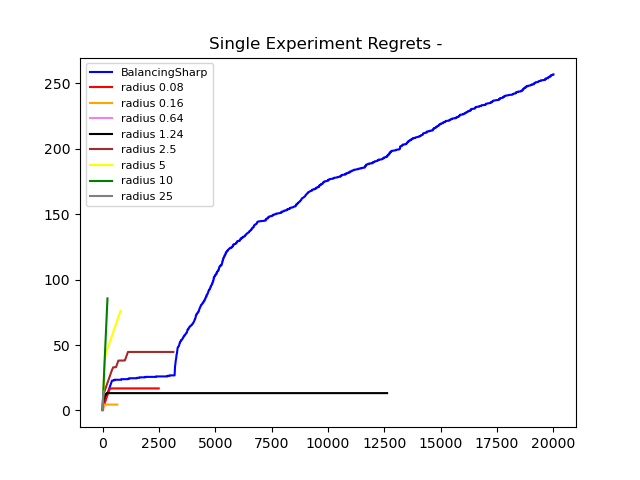 Single Experiment Regrets -
BalancingSharp
radius 0.08
radius 0.16
radius 0.64
radius 1.24
radius 2.5
radius 5
radius 10
radius 25
250
200
150
100
50
0
0 2500 5000 7500 10000 12500 15000 17500 20000